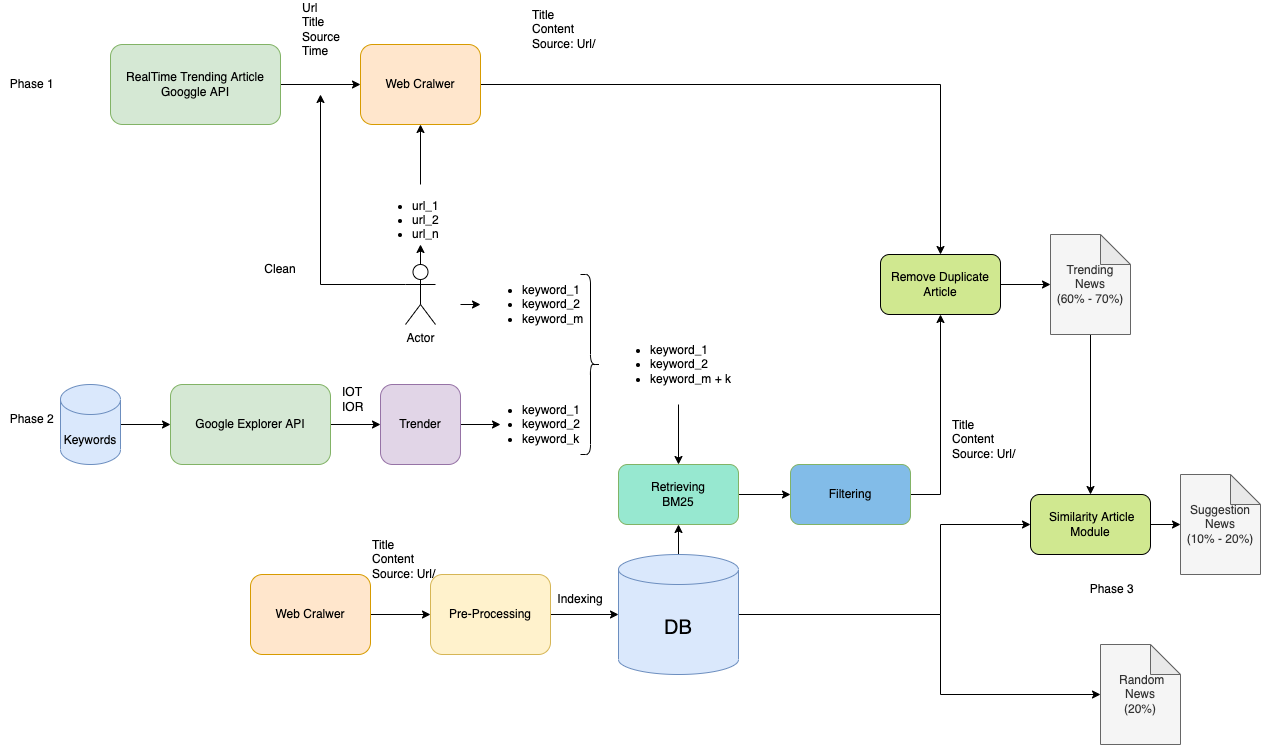 Url
Title
Source
Time
Title
Content
Source: Url/
Phase 1
RealTime Trending Article
Googgle API
Web Cralwer
url_1
url_2
url_n
Clean
Actor
keyword_1
keyword_2
keyword_m
Remove Duplicate
Article
Trending
News
(60% - 70%)
keyword_1
keyword_2
keyword_m + k
Phase 2
Keywords
Google Explorer API
IOT
IOR
Trender
keyword_1
keyword_2
keyword_k
Title
Content
Source: Url/
Retrieving
BM25
Filtering
Similarity Article
Module
Suggestion
News
(10% - 20%)
Title
Content
Source: Url/
Web Cralwer
Pre-Processing
Indexing
DB
Phase 3
Random
News
(20%)